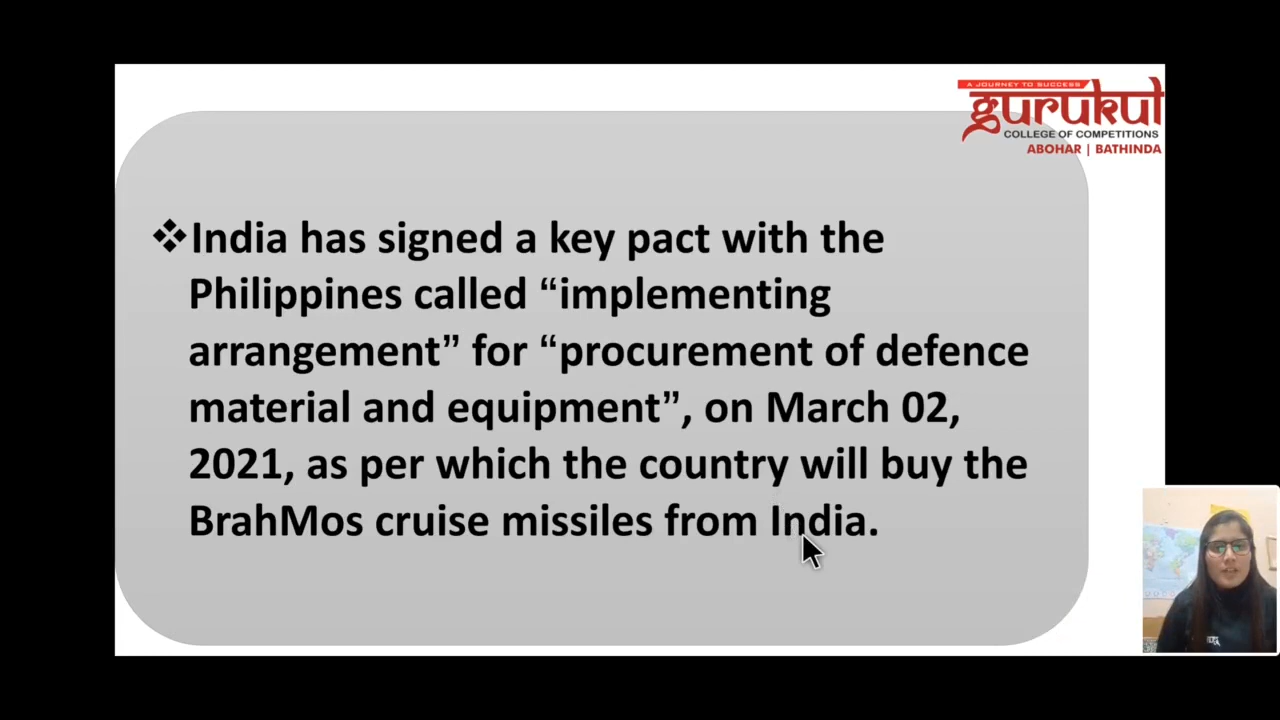 A JOURNEY TO SUCCESS
gurukul
COLLEGE OF COMPETITIONS
ABOHAR | BATHINDA
❖India has signed a key pact with the
Philippines called “implementing
arrangement” for “procurement of defence
material and equipment”, on March 02,
2021, as per which the country will buy the
BrahMos cruise missiles from India.